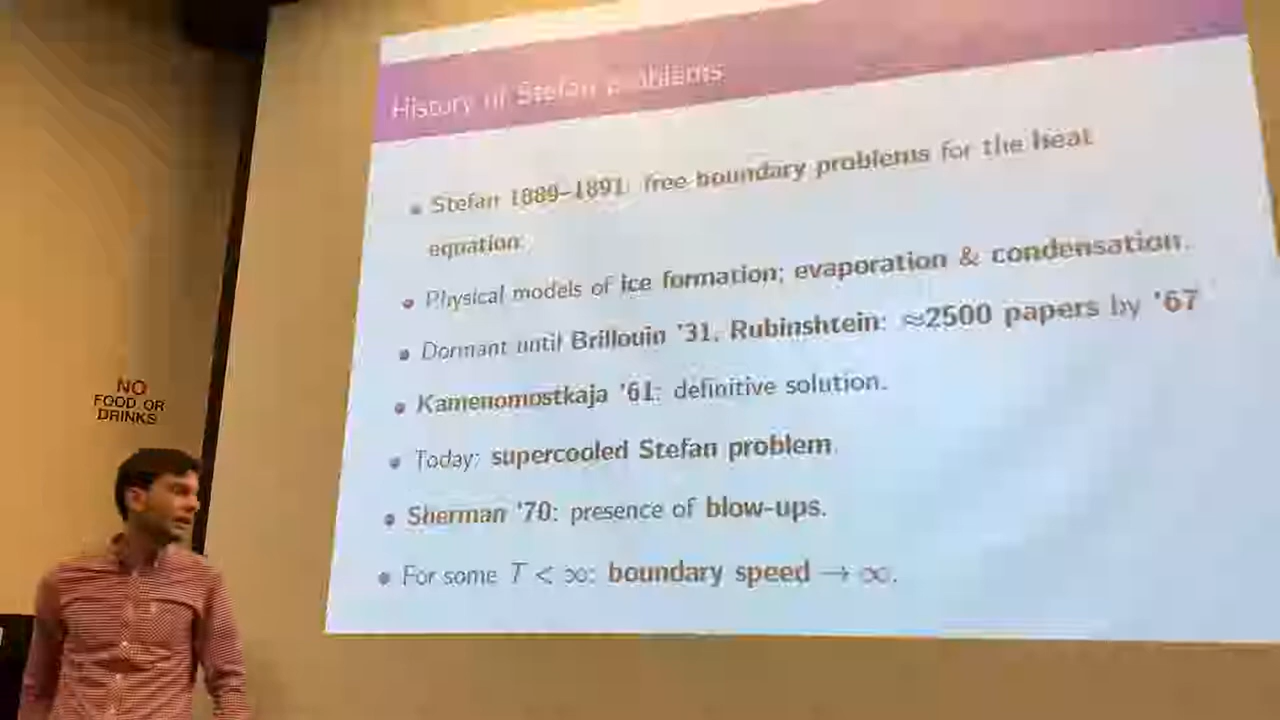 History of Stefan problems
• Stefan 1889–1891: free boundary problems for the heat
equation.
• Physical models of ice formation; evaporation & condensation.
• Dormant until Brillouin '31, Rubinshtein: ≈2500 papers by '67
• Kamenomostkaja '61: definitive solution.
• Today: supercooled Stefan problem.
• Sherman '70: presence of blow-ups.
• For some T < ∞: boundary speed → ∞.
NO
FOOD OR
DRINKS